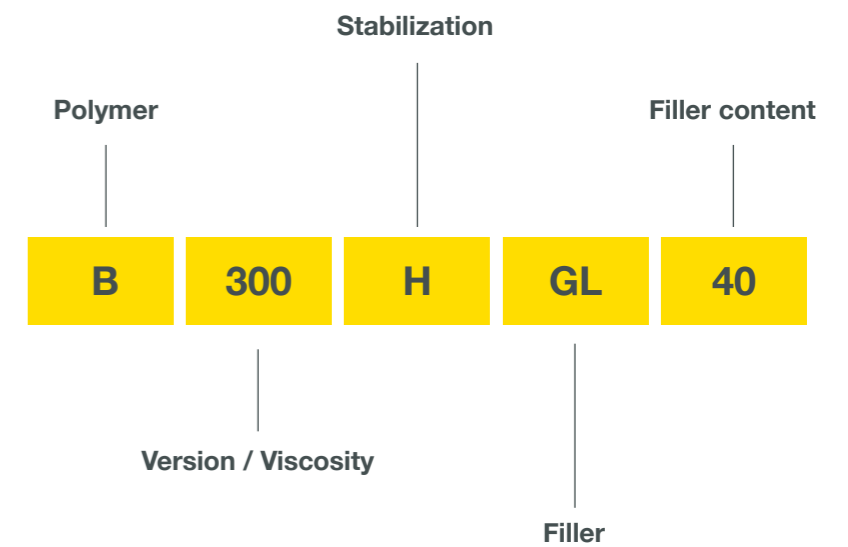 Stabilization
Polymer
Filler content
B
300
H
GL
40
Version / Viscosity
Filler